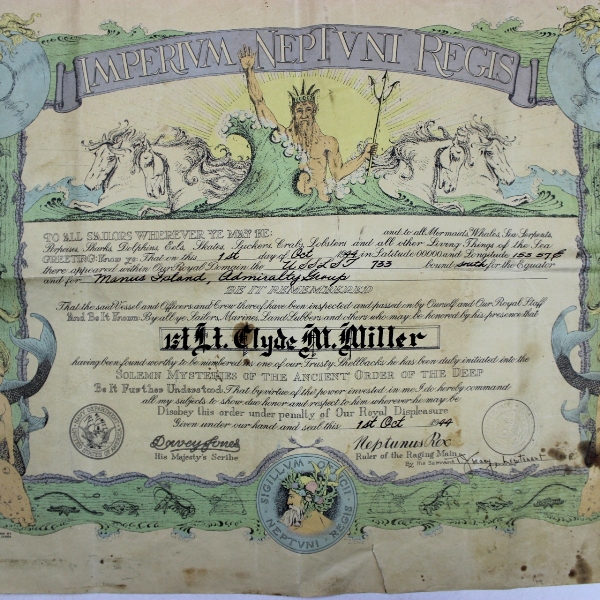 IMPERIVM NEPTVNI REGIS
TO ALL SAILORS WHEREVER YE MAY BE: and to all Mermaids, Whales, Sea Serpents,
Porpoises, Sharks, Dolphins, Eels, Skates, Suckers, Crabs, Lobsters and all other Living Things of the Sea
GREETING: Know ye: That on this 1st day of Oct 1944 in Latitude 00000 and Longitude 153 27 E
there appeared within Our Royal Domain the 733 bound south for the Equator
and for Manus Island, Admiralty Group
BE IT REMEMBERED
That the said Vessel and Officers and Crew thereof have been inspected and passed on by Ourself and Our Royal Staff
And Be It Known: By all ye Sailors, Marines, Land Lubbers and others who may be honored by his presence that
1st Lt. Clyde M. Miller
having been found worthy to be numbered as one of our Trusty Shellbacks he has been duly initiated into the
SOLEMN MYSTERIES OF THE ANCIENT ORDER OF THE DEEP
Be It Further Understood: That by virtue of the power invested in me I do hereby command
all my subjects to show due honor and respect to him wherever he may be
Disobey this order under penalty of Our Royal Displeasure
Given under our hand and seal this 1st Oct 1944
Davey Jones
His Majesty's Scribe
Neptunus Rex
Ruler of the Raging Main
By His Servant
SIGILLVM OFFICII
NEPTVNI REGIS